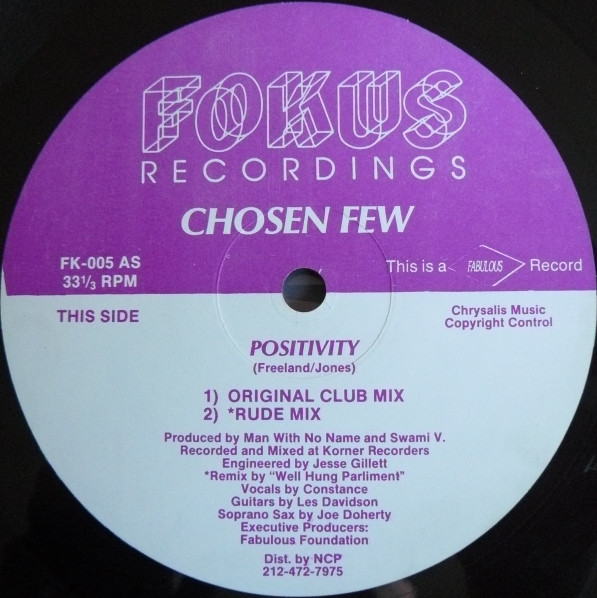 FOKUS
RECORDINGS
CHOSEN FEW
FK-005 AS
33⅓ RPM
This is a FABULOUS Record
THIS SIDE
Chrysalis Music
Copyright Control
POSITIVITY
(Freeland/Jones)
1) ORIGINAL CLUB MIX
2) *RUDE MIX
Produced by Man With No Name and Swami V.
Recorded and Mixed at Korner Recorders
Engineered by Jesse Gillett
*Remix by "Well Hung Parliment"
Vocals by Constance
Guitars by Les Davidson
Soprano Sax by Joe Doherty
Executive Producers:
Fabulous Foundation
Dist. by NCP
212-472-7975